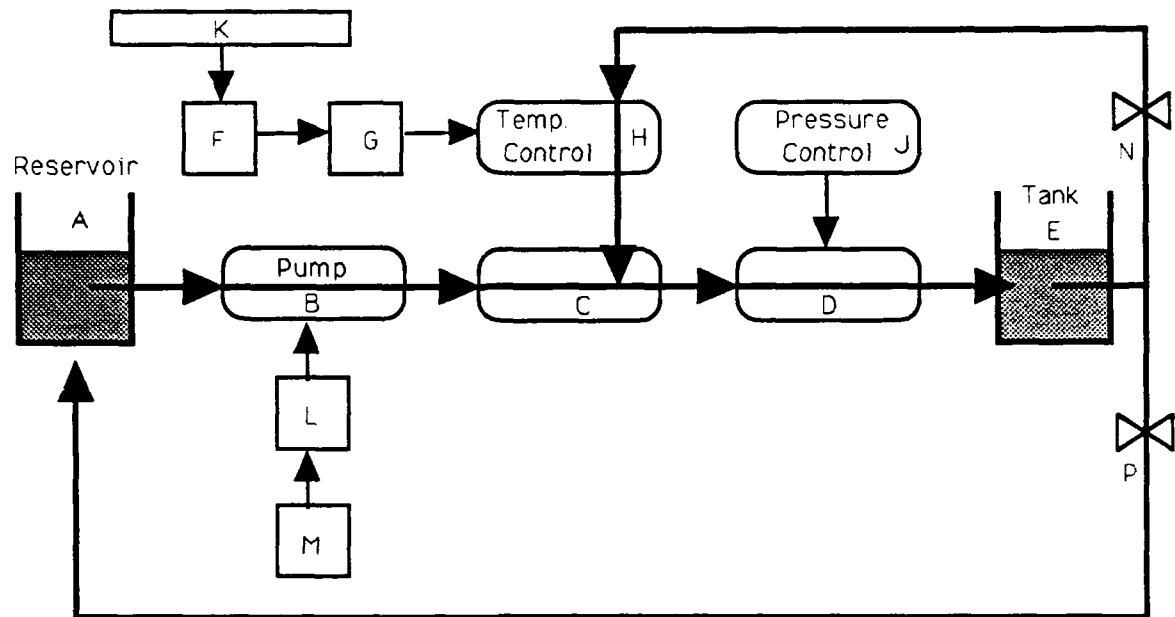 K
F
G
Temp.
Control
H
Pressure
Control
J
N
Reservoir
A
Tank
E
Pump
B
C
D
L
P
M